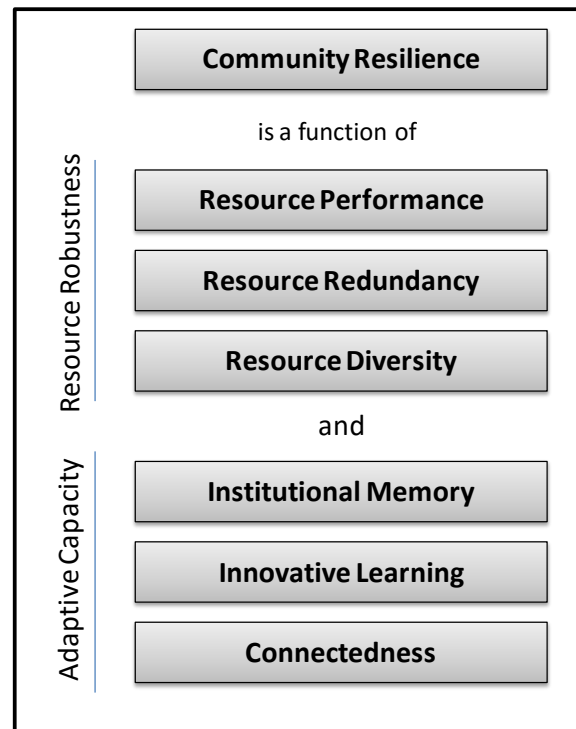 Community Resilience
is a function of
Resource Robustness
Resource Performance
Resource Redundancy
Resource Diversity
and
Adaptive Capacity
Institutional Memory
Innovative Learning
Connectedness